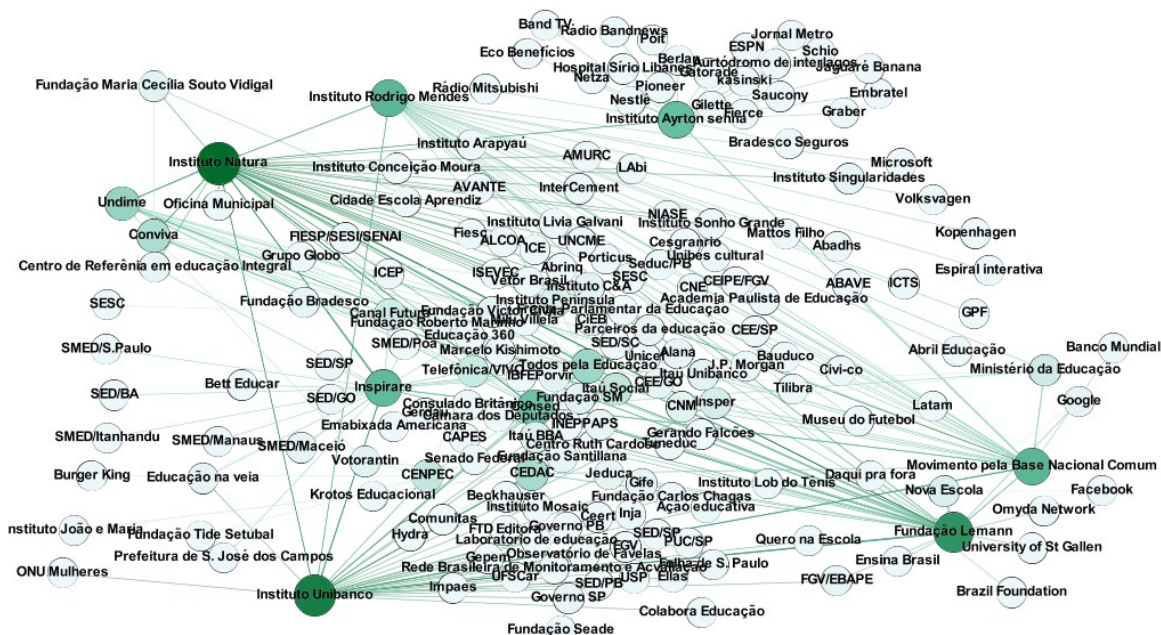 Band TV
Rádio Bandnews
Poit
ESPN
Jornal Metro
Schio
Eco Benefícios
Berlan
Aurtódromo de interlagos
Hospital Sírio Libanês
Gatorade
Jaguaré Banana
Netza
kasinski
Fundação Maria Cecília Souto Vidigal
Rádio Mitsubishi
Pioneer
Saucony
Embratel
Instituto Rodrigo Mendes
Nestlé
Gilette
Fierce
Graber
Instituto Ayrton senna
Bradesco Seguros
Instituto Arapyaú
Instituto Natura
AMURC
Microsoft
Instituto Conceição Moura
LAbi
Instituto Singularidades
AVANTE
InterCement
Volksvagen
Undime
Oficina Municipal
Cidade Escola Aprendiz
NIASE
Instituto Livia Galvani
Instituto Sonho Grande
Conviva
FIESP/SESI/SENAI
Fiesc
Mattos Filho
Kopenhagen
ALCOA
ICE
UNCME
Cesgranrio
Abadhs
Grupo Globo
Porticus
Unibes cultural
Centro de Referênia em educação Integral
ICEP
ISEVEC
Abrinq
Seduc/PB
Espiral interativa
Vetor Brasil
SESC
CNE
CEIPE/FGV
ABAVE
ICTS
Instituto C&A
SESC
Fundação Bradesco
Instituto Península
Academia Paulista de Educação
Canal Futura
Fundação Victor Civita
Frente Parlamentar da Educação
GPF
Fundação Roberto Marinho
Milú Villela
CiEB
Educação 360
Parceiros da educação
CEE/SP
SMED/S.Paulo
SMED/Poa
SED/SC
Abril Educação
Banco Mundial
SED/SP
Marcelo Kishimoto
Unicef
Alana
Bauduco
Telefônica/VIVO
IBFE
Porvir
Todos pela Educação
J.P. Morgan
Civi-co
Ministério da Educação
Itaú Unibanco
SED/BA
Bett Educar
Inspirare
Itaú Social
CEE/GO
Tilibra
Google
SED/GO
Consulado Britânico
Fundação SM
CNM
Insper
Latam
Gerdau
Consed
Museu do Futebol
Emabixada Americana
Câmara dos Deputados
INEP
PAPS
SMED/Itanhandu
SMED/Manaus
CAPES
Itaú BBA
Gerando Falcões
SMED/Maceió
Centro Ruth Cardoso
Tuneduc
Votorantin
Senado Federal
Fundação Santillana
Movimento pela Base Nacional Comum
Burger King
Educação na veia
CENPEC
CEDAC
Jeduca
Instituto Lob do Tênis
Daqui pra fora
Gife
Nova Escola
Facebook
Krotos Educacional
Beckhauser
Fundação Carlos Chagas
Instituto Mosaic
Inja
Ação educativa
Omyda Network
Comunitas
Ceert
nstituto João e Maria
Fundação Tide Setubal
Hydra
FTD Editora
Governo PB
SED/SP
Fundação Lemann
Laboratorio de educação
FGV
PUC/SP
Quero na Escola
University of St Gallen
Prefeitura de S. José dos Campos
Gepem
Observatório de Favelas
Ensina Brasil
ONU Mulheres
Rede Brasileira de Monitoramento e Acvaliação
Folha de S. Paulo
UFSCar
SED/PB
USP
Ellas
FGV/EBAPE
Instituto Unibanco
Impaes
Governo SP
Brazil Foundation
Colabora Educação
Fundação Seade